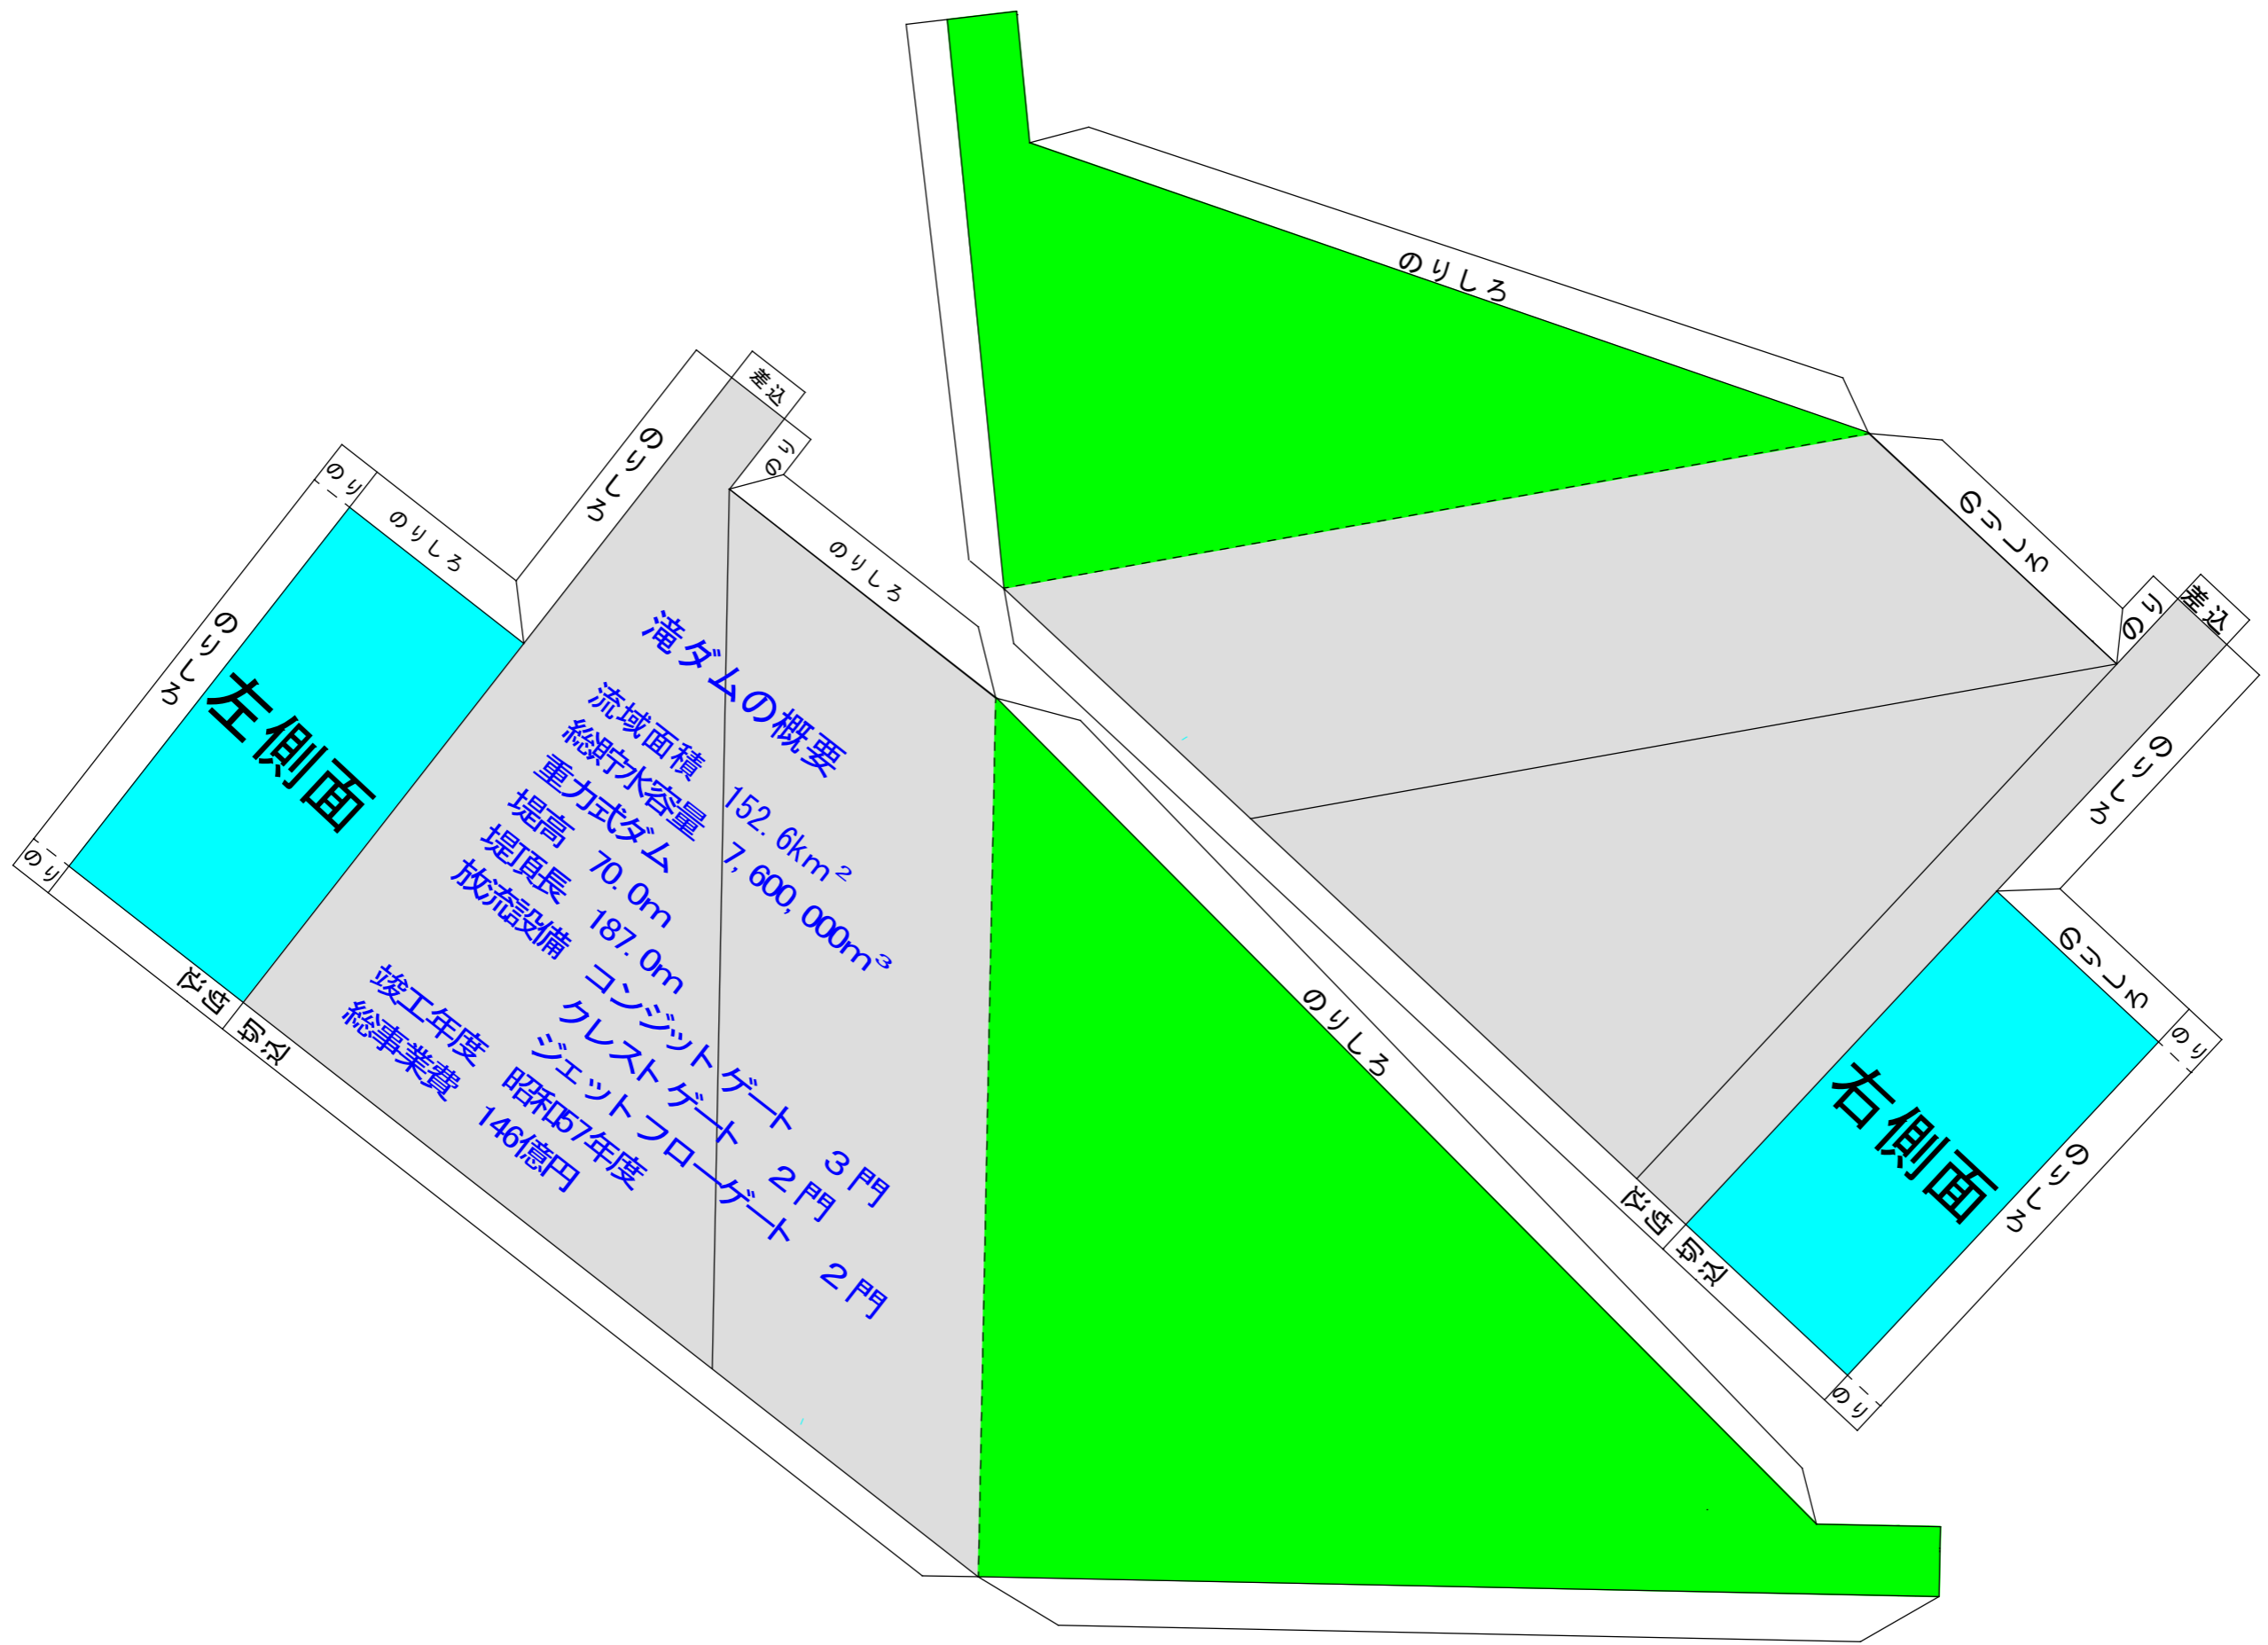 のりしろ
のりしろ
のり
差込
差込
のり
のりしろ
のり
のりしろ
のりしろ
のりしろ
左側面
のり
切込
切込
滝ダムの概要
流域面積 152.6km²
総貯水容量 7,600,000m³
重力式ダム
堤高 70.0m
堤頂長 187.0m
放流設備 コンジットゲート 3門
クレストゲート 2門
ジェットフローゲート 2門
竣工年度 昭和57年度
総事業費 146億円
のりしろ
のり
差込
のりしろ
のりしろ
のり
右側面
のりしろ
切込
切込
のり